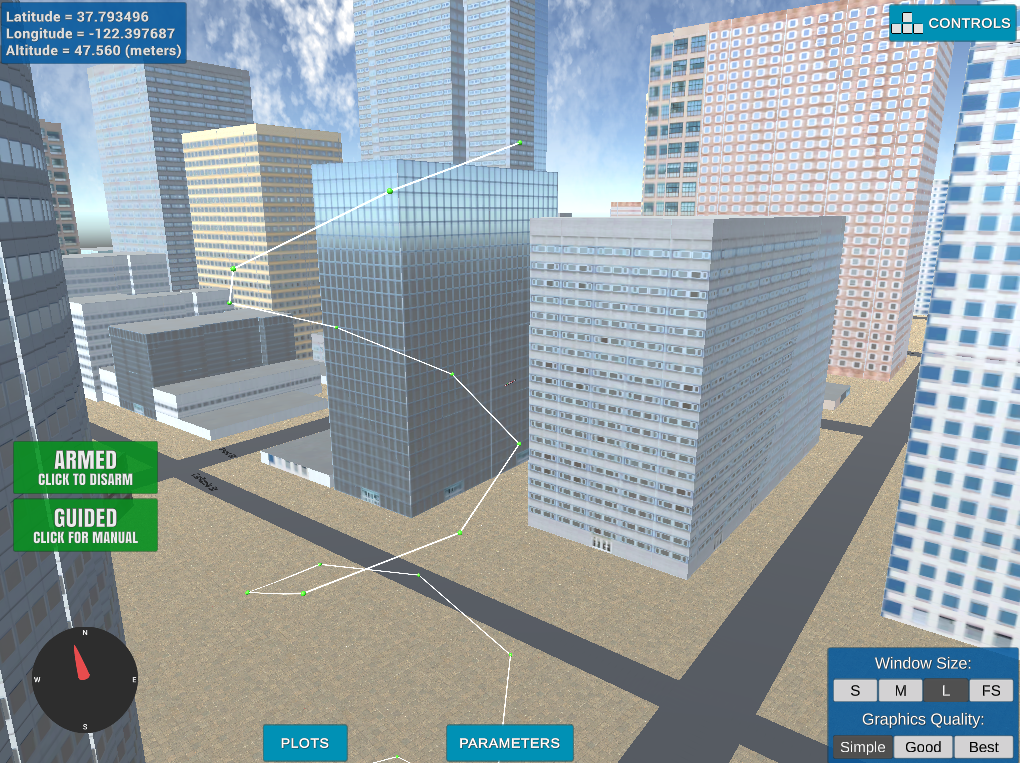 Latitude = 37.793496
Longitude = -122.397687
Altitude = 47.560 (meters)
CONTROLS
ARMED
CLICK TO DISARM
GUIDED
CLICK FOR MANUAL
N
W
E
S
PLOTS
PARAMETERS
Window Size:
S
M
L
FS
Graphics Quality:
Simple
Good
Best